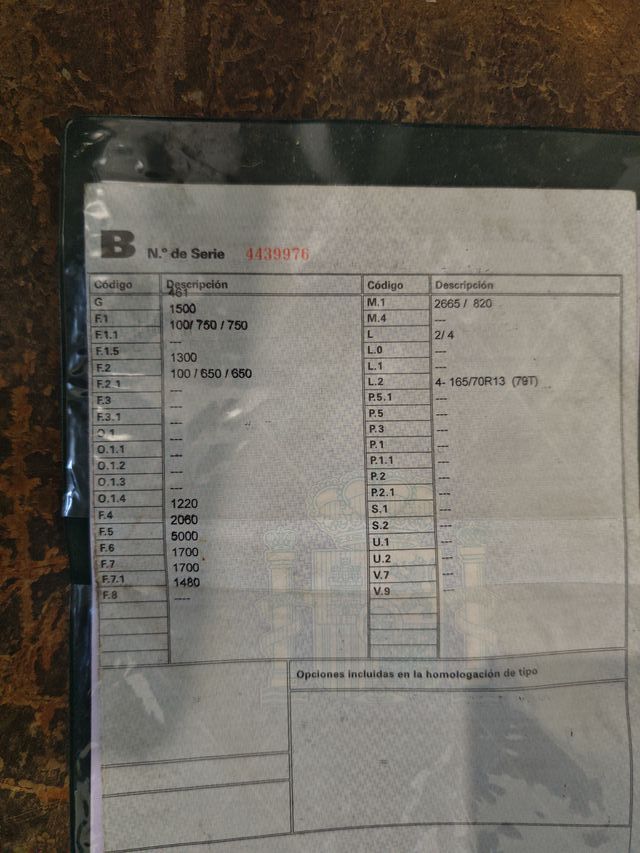 B N.º de Serie 4439976
Código Descripción Código Descripción
G 461 M.1 2665 / 820
F.1 1500 M.4 ---
F.1.1 100/ 750 / 750 L 2/ 4
F.1.5 --- L.0 ---
F.2 1300 L.1 ---
F.2.1 100 / 650 / 650 L.2 4- 165/70R13 (79T)
F.3 --- P.5.1 ---
F.3.1 --- P.5 ---
O.1 --- P.3 ---
O.1.1 --- P.1 ---
O.1.2 --- P.1.1 ---
O.1.3 --- P.2 ---
O.1.4 --- P.2.1 ---
F.4 1220 S.1 ---
F.5 2060 S.2 ---
F.6 5000 U.1 ---
F.7 1700 U.2 ---
F.7.1 1700 V.7 ---
F.8 1480 V.9 ---
----
Opciones incluidas en la homologación de tipo